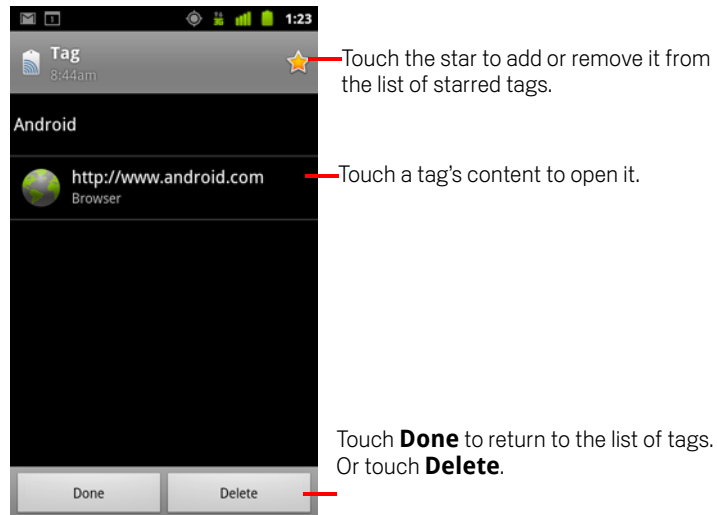 1
3G
1:23
Tag
8:44am
Touch the star to add or remove it from
the list of starred tags.
Android
http://www.android.com
Browser
Touch a tag's content to open it.
Touch Done to return to the list of tags.
Or touch Delete.
Done
Delete